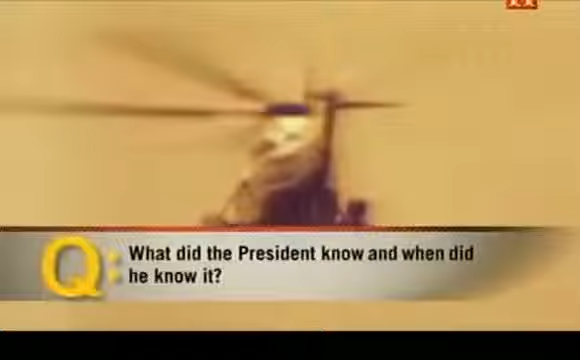 Q:
What did the President know and when did
he know it?